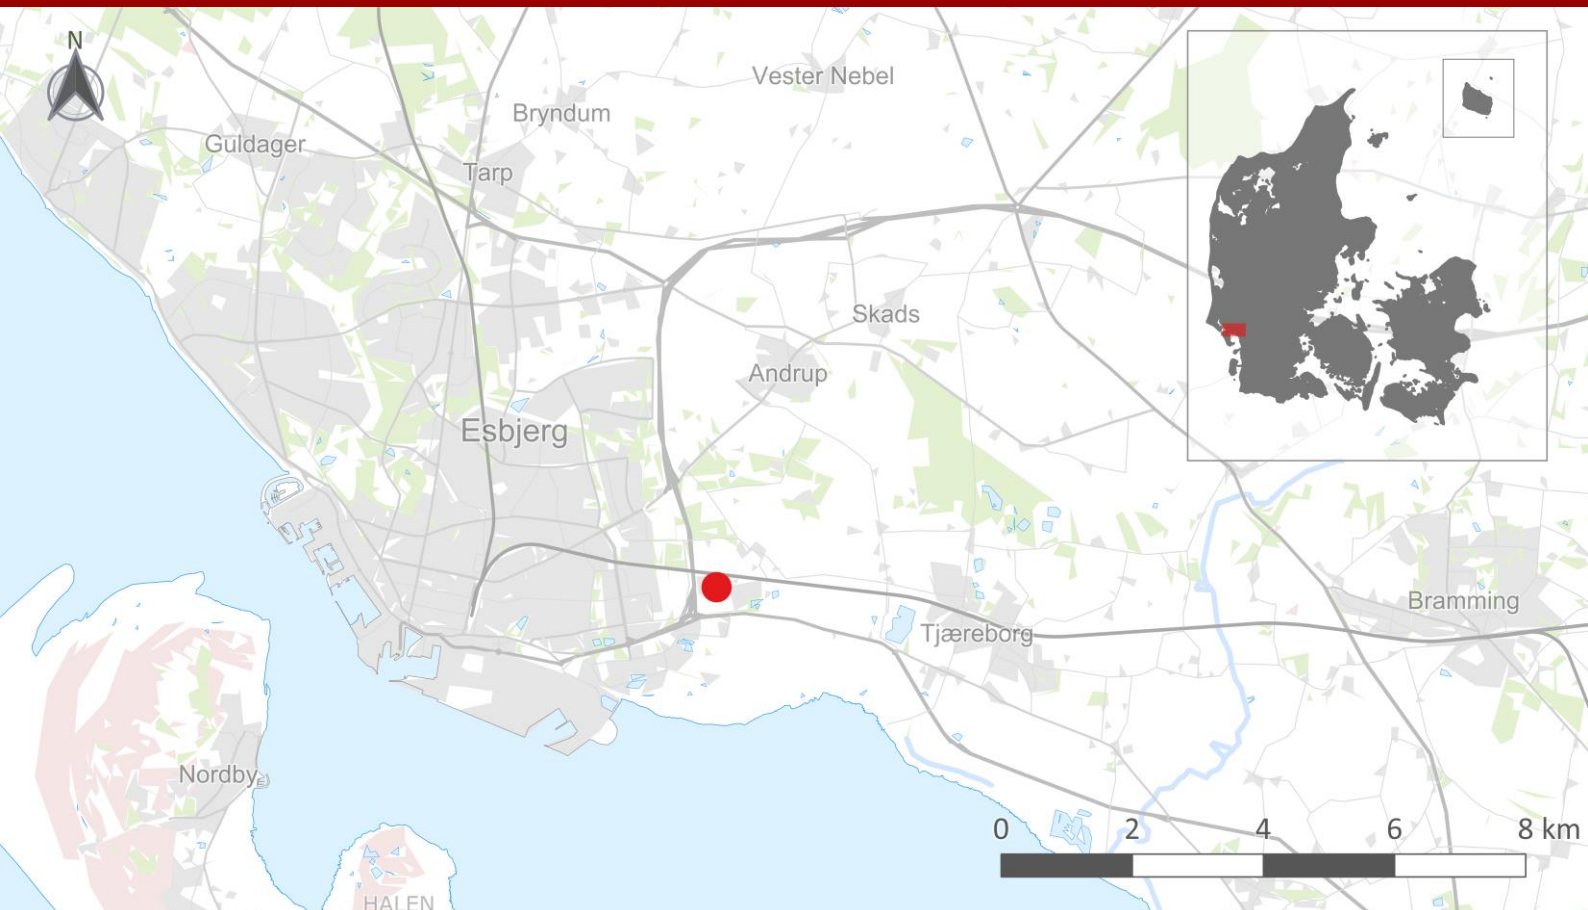 N
Vester Nebel
Bryndum
Guldager
Tarp
Skads
Andrup
Esbjerg
Bramming
Tjæreborg
Nordby
0 2 4 6 8 km
HALEN